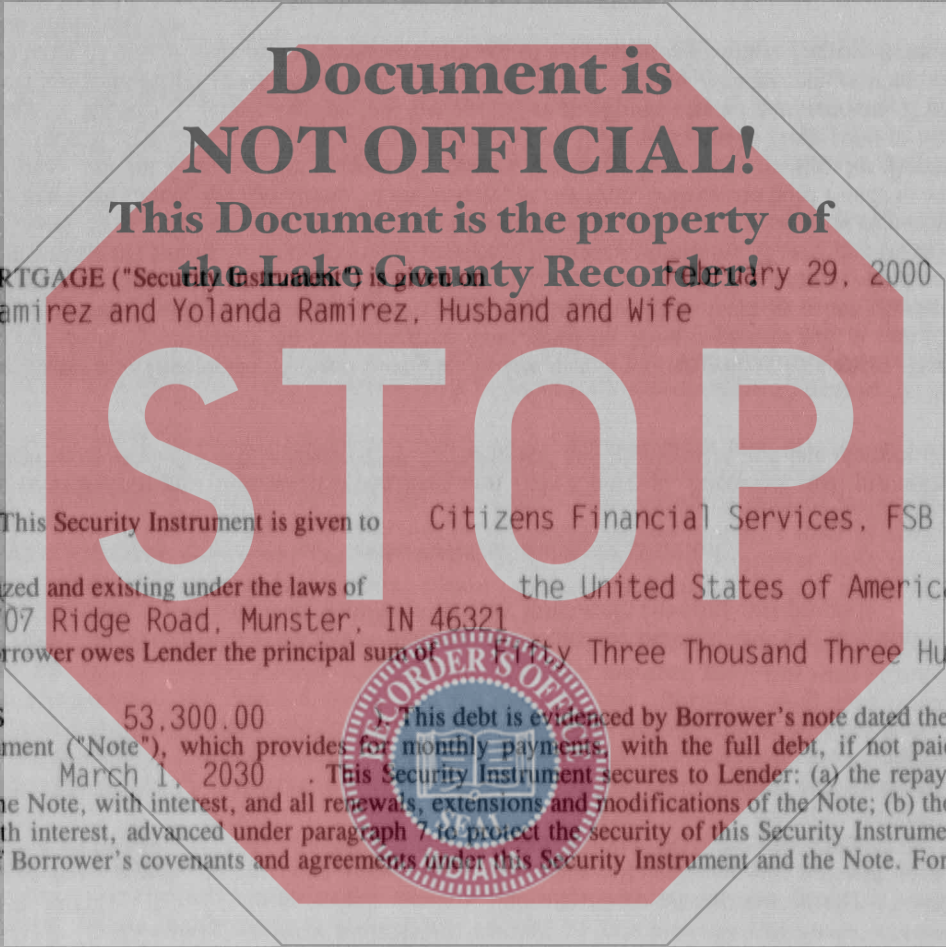 Document is
NOT OFFICIAL!
This Document is the property of
the Lake County Recorder!
RTGAGE ("Security Instrument") is given on February 29, 2000
amirez and Yolanda Ramirez, Husband and Wife
STOP
This Security Instrument is given to Citizens Financial Services, FSB
ized and existing under the laws of the United States of America
07 Ridge Road, Munster, IN 46321
rrower owes Lender the principal sum of Fifty Three Thousand Three Hu
53,300.00 ). This debt is evidenced by Borrower's note dated the
ment ("Note"), which provides for monthly payments, with the full debt, if not paid
March 1, 2030 . This Security Instrument secures to Lender: (a) the repay
he Note, with interest, and all renewals, extensions and modifications of the Note; (b) the
th interest, advanced under paragraph 7 to protect the security of this Security Instrume
f Borrower's covenants and agreements under this Security Instrument and the Note. For
RECORDER'S OFFICE
SEAL
INDIANA